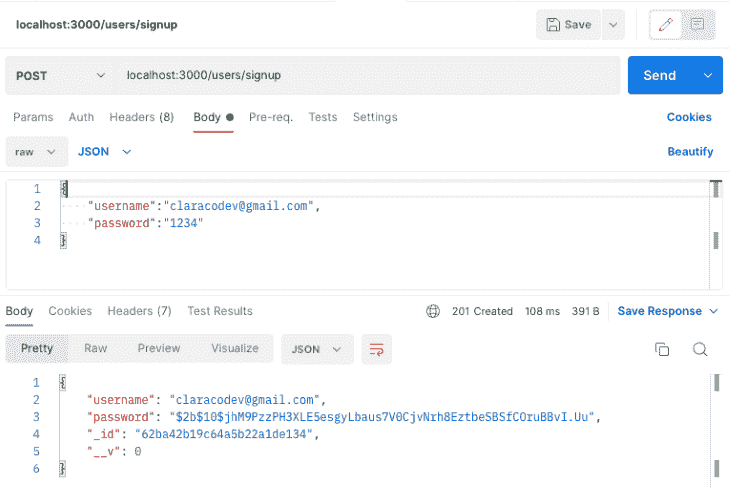 localhost:3000/users/signup
Save
POST localhost:3000/users/signup Send
Params Auth Headers (8) Body Pre-req. Tests Settings Cookies
raw JSON Beautify
1 {
2 "username":"claracodev@gmail.com",
3 "password":"1234"
4 }
Body Cookies Headers (7) Test Results 201 Created 108 ms 391 B Save Response
Pretty Raw Preview Visualize JSON
1 {
2 "username": "claracodev@gmail.com",
3 "password": "$2b$10$jhM9PzzPH3XLE5esgyLbaus7V0CjvNrh8EztbeSBSfCOruBBvI.Uu",
4 "_id": "62ba42b19c64a5b22a1de134",
5 "__v": 0
6 }